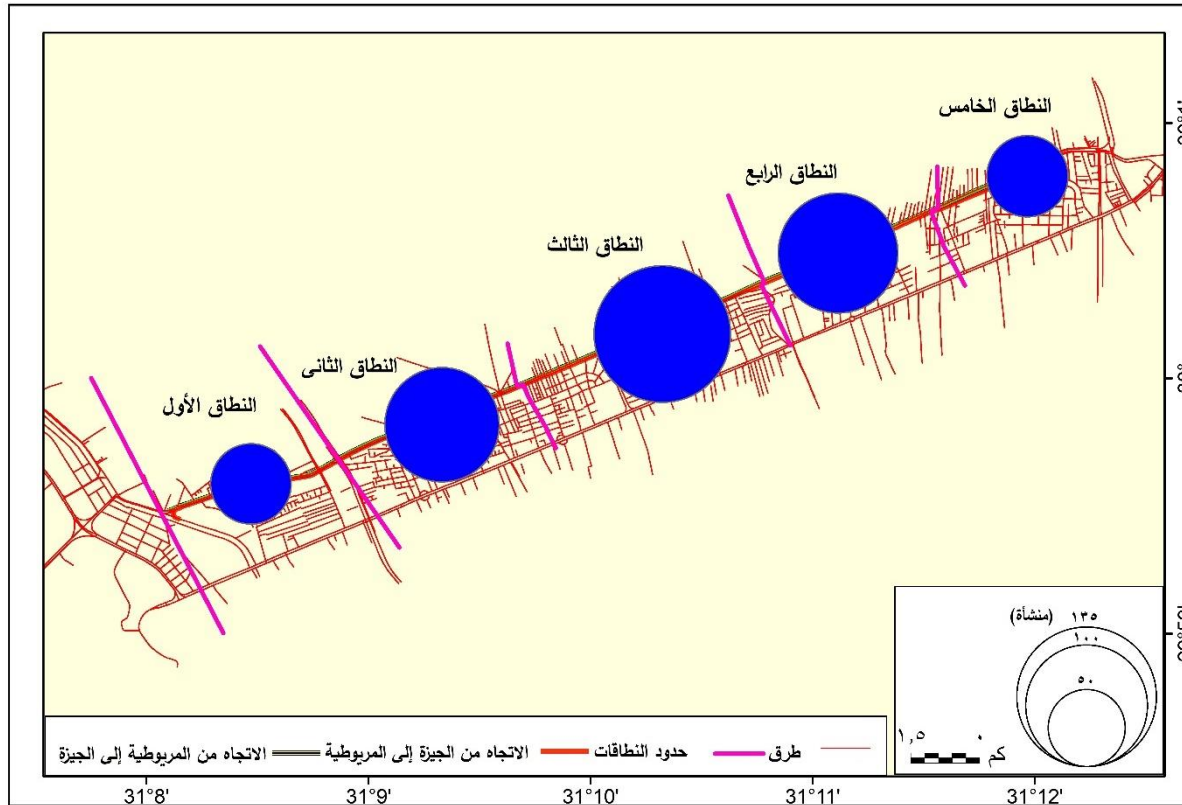 النطاق الخامس
النطاق الرابع
النطاق الثالث
النطاق الثانى
النطاق الأول
١٣٥ (منشأة)
١٠٠
٥٠
١,٥ ٠ كم
طرق
حدود النطاقات
الاتجاه من الجيزة إلى المريوطية
الاتجاه من المريوطية إلى الجيزة
31°8'
31°9'
31°10'
31°11'
31°12'